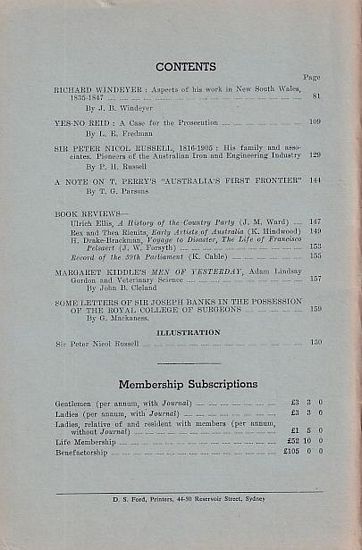 CONTENTS
Page
RICHARD WINDEYER : Aspects of his work in New South Wales,
1835-1847 81
By J. B. Windeyer
YES-NO REID : A Case for the Prosecution 109
By L. E. Fredman
SIR PETER NICOL RUSSELL, 1816-1905 : His family and asso-
ciates. Pioneers of the Australian Iron and Engineering Industry 129
By P. H. Russell
A NOTE ON T. PERRY'S "AUSTRALIA'S FIRST FRONTIER" 144
By T. G. Parsons
BOOK REVIEWS—
Ulrich Ellis, A History of the Country Party (J. M. Ward) 147
Rex and Thea Rienits, Early Artists of Australia (K. Hindwood) 149
H. Drake-Brackman, Voyage to Disaster, The Life of Francisco
Pelsaert (J. W. Forsyth) 153
Record of the 39th Parliament (K. Cable) 155
MARGARET KIDDLE'S MEN OF YESTERDAY, Adam Lindsay
Gordon and Veterinary Science 157
By John B. Cleland
SOME LETTERS OF SIR JOSEPH BANKS IN THE POSSESSION
OF THE ROYAL COLLEGE OF SURGEONS 159
By G. Mackaness.
ILLUSTRATION
Sir Peter Nicol Russell 130
Membership Subscriptions
Gentlemen (per annum, with Journal) £3 3 0
Ladies (per annum, with Journal) £3 3 0
Ladies, relative of and resident with members (per annum,
without Journal) £1 5 0
Life Membership £52 10 0
Benefactorship £105 0 0
D. S. Ford, Printers, 44-50 Reservoir Street, Sydney